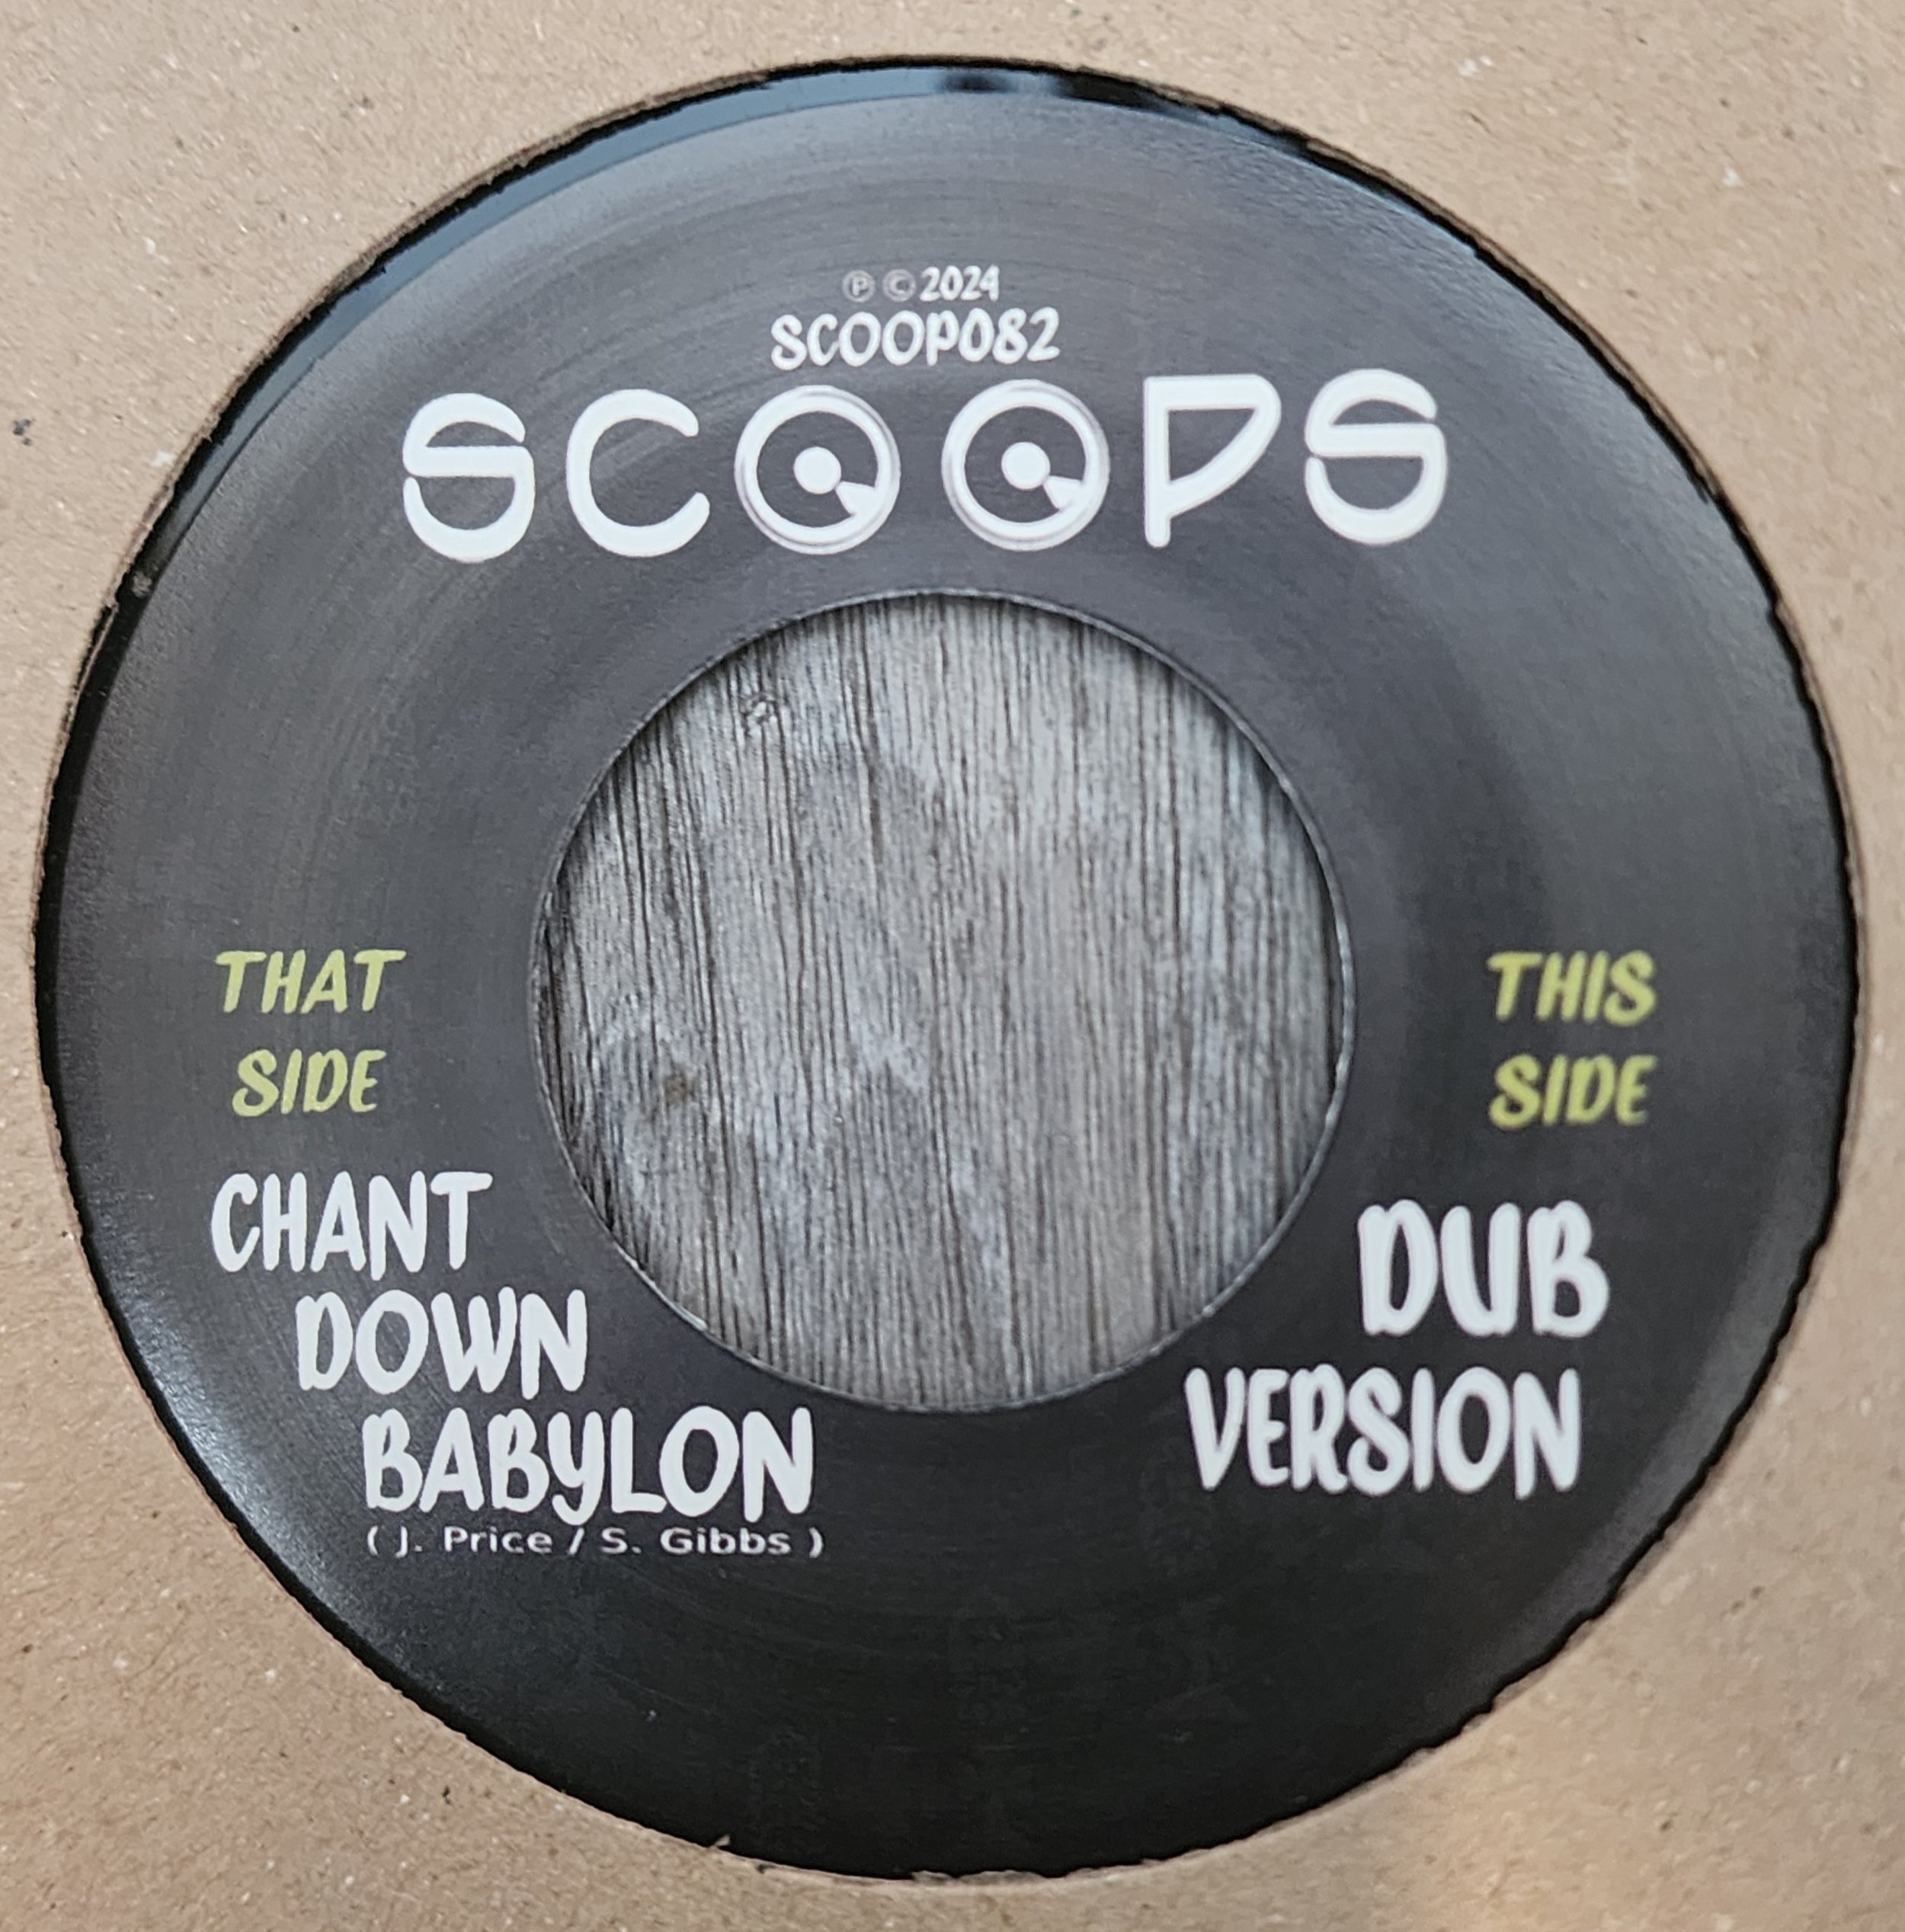 ℗ © 2024
SCOOP082
SCOOPS
THAT
SIDE
CHANT
DOWN
BABYLON
( J. Price / S. Gibbs )
THIS
SIDE
DUB
VERSION